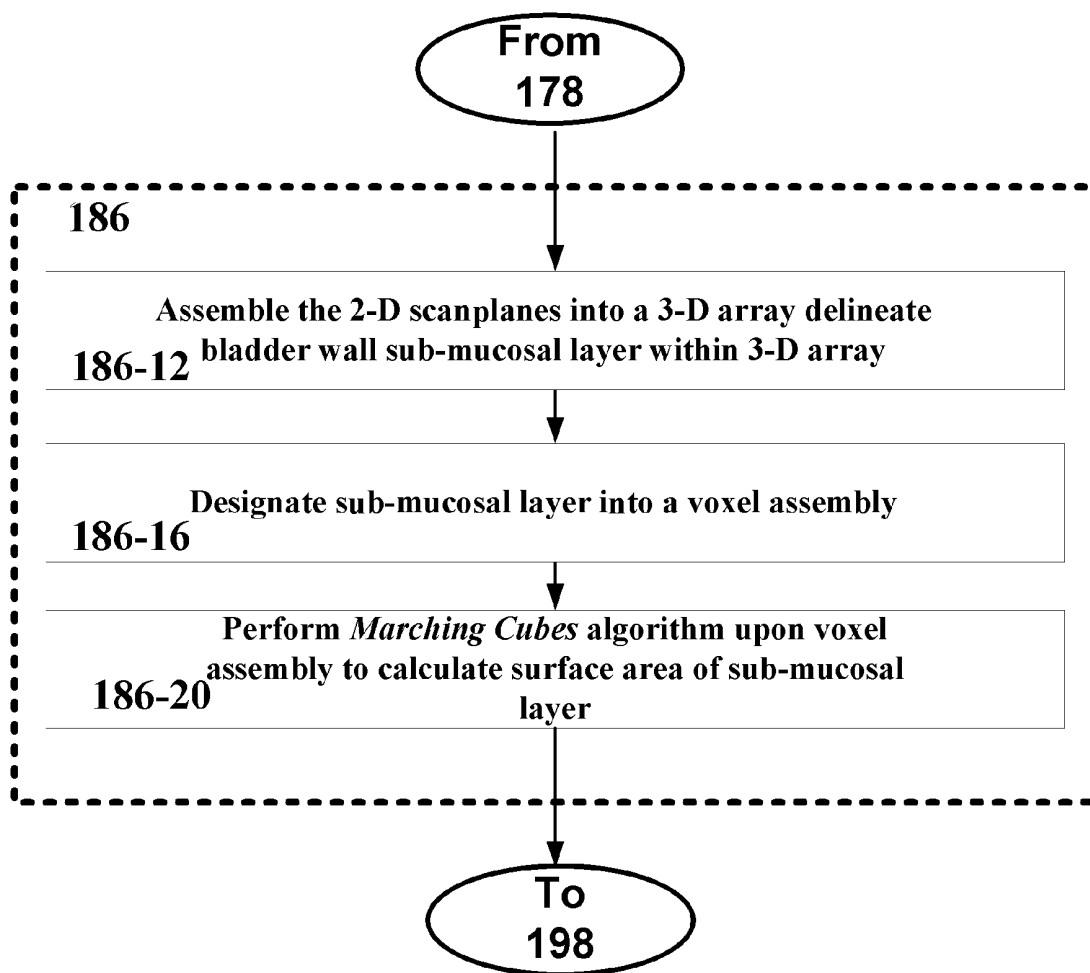 From
178
186
Assemble the 2-D scanplanes into a 3-D array delineate
bladder wall sub-mucosal layer within 3-D array
186-12
Designate sub-mucosal layer into a voxel assembly
186-16
Perform Marching Cubes algorithm upon voxel
assembly to calculate surface area of sub-mucosal
layer
186-20
To
198